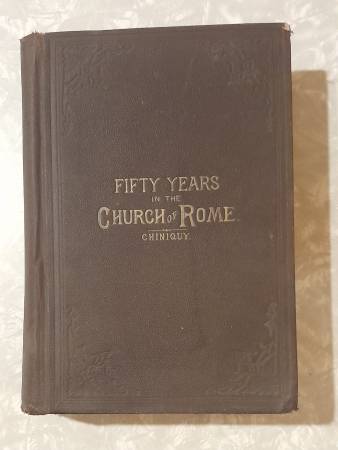 FIFTY YEARS
IN THE
CHURCH OF ROME.
CHINIQUY.